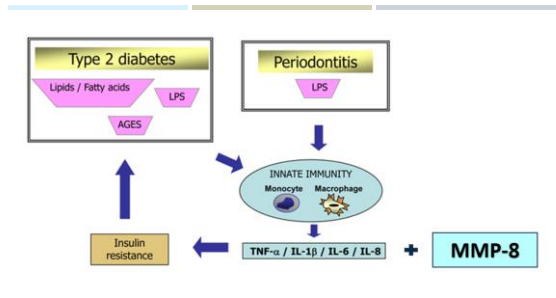 Type 2 diabetes
Lipids / Fatty acids
LPS
AGES
Periodontitis
LPS
INNATE IMMUNITY
Monocyte Macrophage
TNF-α / IL-1β / IL-6 / IL-8
+
MMP-8
Insulin
resistance